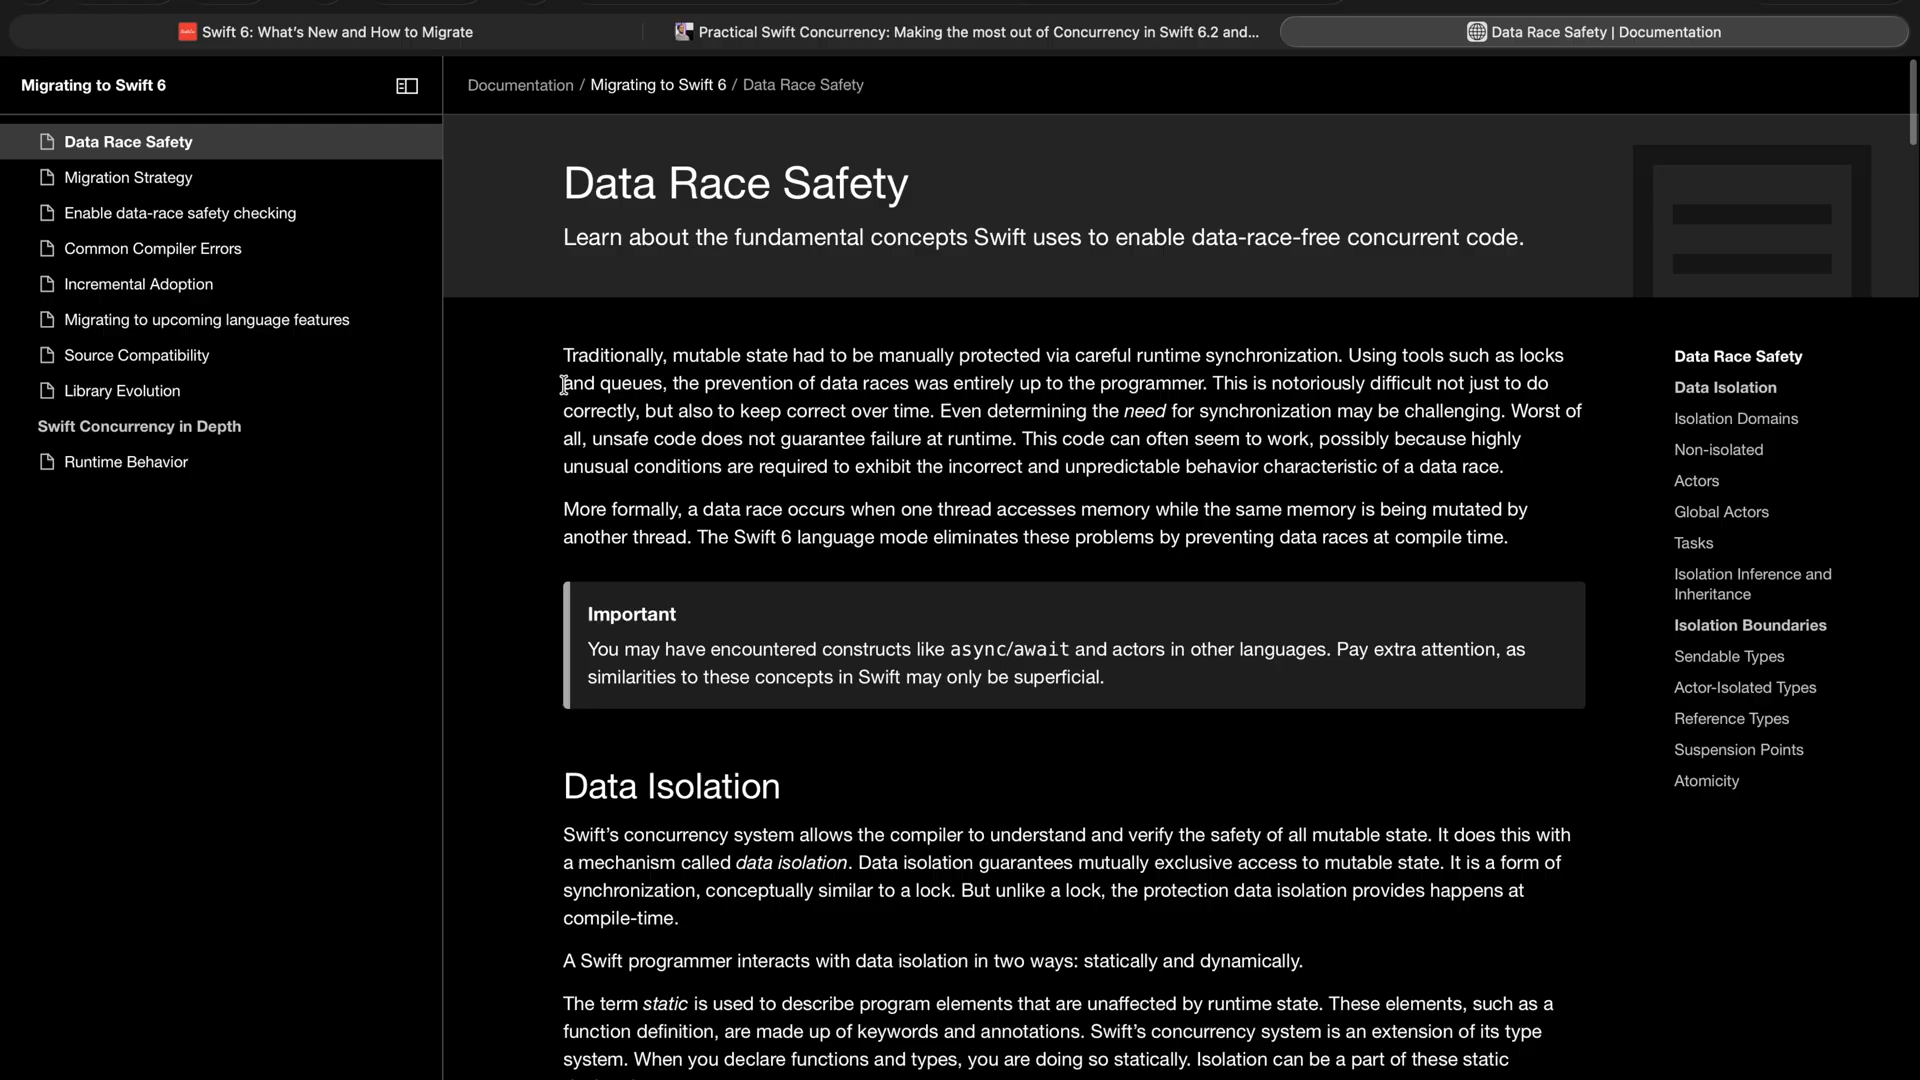 Swift 6: What's New and How to Migrate
Practical Swift Concurrency: Making the most out of Concurrency in Swift 6.2 and...
Data Race Safety | Documentation
Migrating to Swift 6
Documentation / Migrating to Swift 6 / Data Race Safety
Data Race Safety
Migration Strategy
Enable data-race safety checking
Common Compiler Errors
Incremental Adoption
Migrating to upcoming language features
Source Compatibility
Library Evolution
Swift Concurrency in Depth
Runtime Behavior
Data Race Safety
Learn about the fundamental concepts Swift uses to enable data-race-free concurrent code.
Traditionally, mutable state had to be manually protected via careful runtime synchronization. Using tools such as locks
and queues, the prevention of data races was entirely up to the programmer. This is notoriously difficult not just to do
correctly, but also to keep correct over time. Even determining the need for synchronization may be challenging. Worst of
all, unsafe code does not guarantee failure at runtime. This code can often seem to work, possibly because highly
unusual conditions are required to exhibit the incorrect and unpredictable behavior characteristic of a data race.
More formally, a data race occurs when one thread accesses memory while the same memory is being mutated by
another thread. The Swift 6 language mode eliminates these problems by preventing data races at compile time.
Important
You may have encountered constructs like async/await and actors in other languages. Pay extra attention, as
similarities to these concepts in Swift may only be superficial.
Data Isolation
Swift's concurrency system allows the compiler to understand and verify the safety of all mutable state. It does this with
a mechanism called data isolation. Data isolation guarantees mutually exclusive access to mutable state. It is a form of
synchronization, conceptually similar to a lock. But unlike a lock, the protection data isolation provides happens at
compile-time.
A Swift programmer interacts with data isolation in two ways: statically and dynamically.
The term static is used to describe program elements that are unaffected by runtime state. These elements, such as a
function definition, are made up of keywords and annotations. Swift's concurrency system is an extension of its type
system. When you declare functions and types, you are doing so statically. Isolation can be a part of these static
Data Race Safety
Data Isolation
Isolation Domains
Non-isolated
Actors
Global Actors
Tasks
Isolation Inference and
Inheritance
Isolation Boundaries
Sendable Types
Actor-Isolated Types
Reference Types
Suspension Points
Atomicity